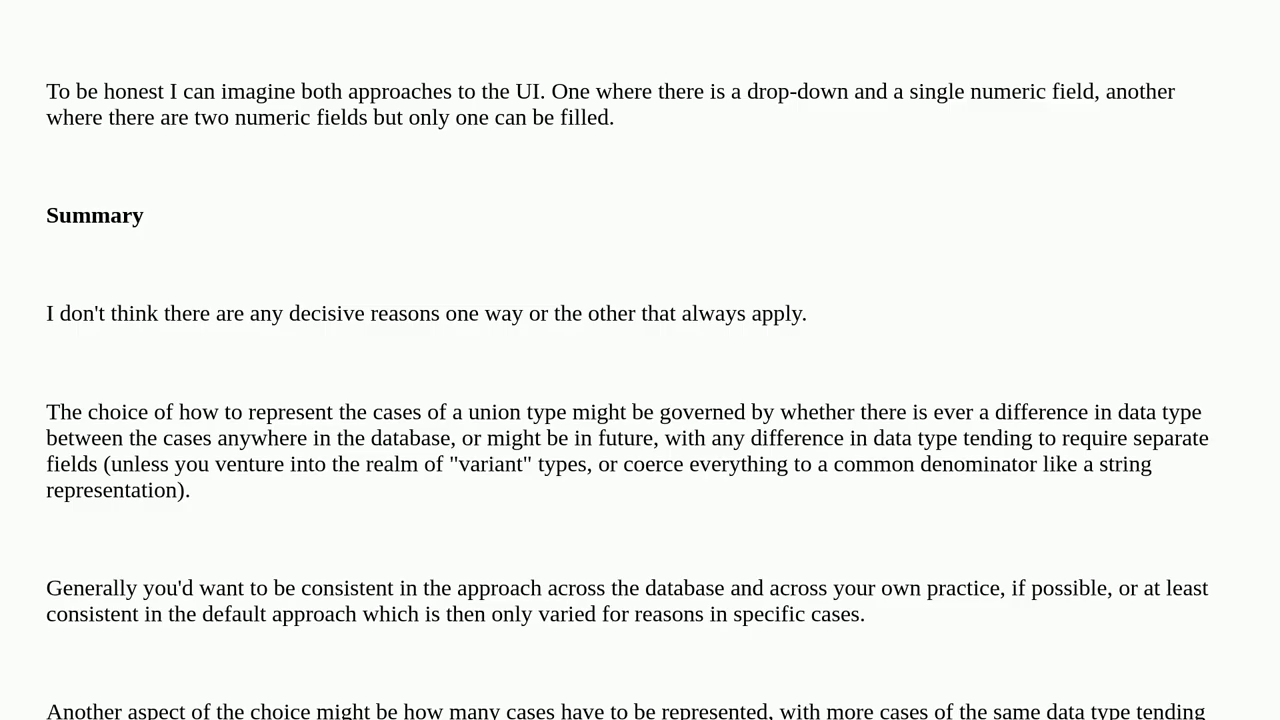 To be honest I can imagine both approaches to the UI. One where there is a drop-down and a single numeric field, another
where there are two numeric fields but only one can be filled.
Summary
I don't think there are any decisive reasons one way or the other that always apply.
The choice of how to represent the cases of a union type might be governed by whether there is ever a difference in data type
between the cases anywhere in the database, or might be in future, with any difference in data type tending to require separate
fields (unless you venture into the realm of "variant" types, or coerce everything to a common denominator like a string
representation).
Generally you'd want to be consistent in the approach across the database and across your own practice, if possible, or at least
consistent in the default approach which is then only varied for reasons in specific cases.
Another aspect of the choice might be how many cases have to be represented, with more cases of the same data type tending